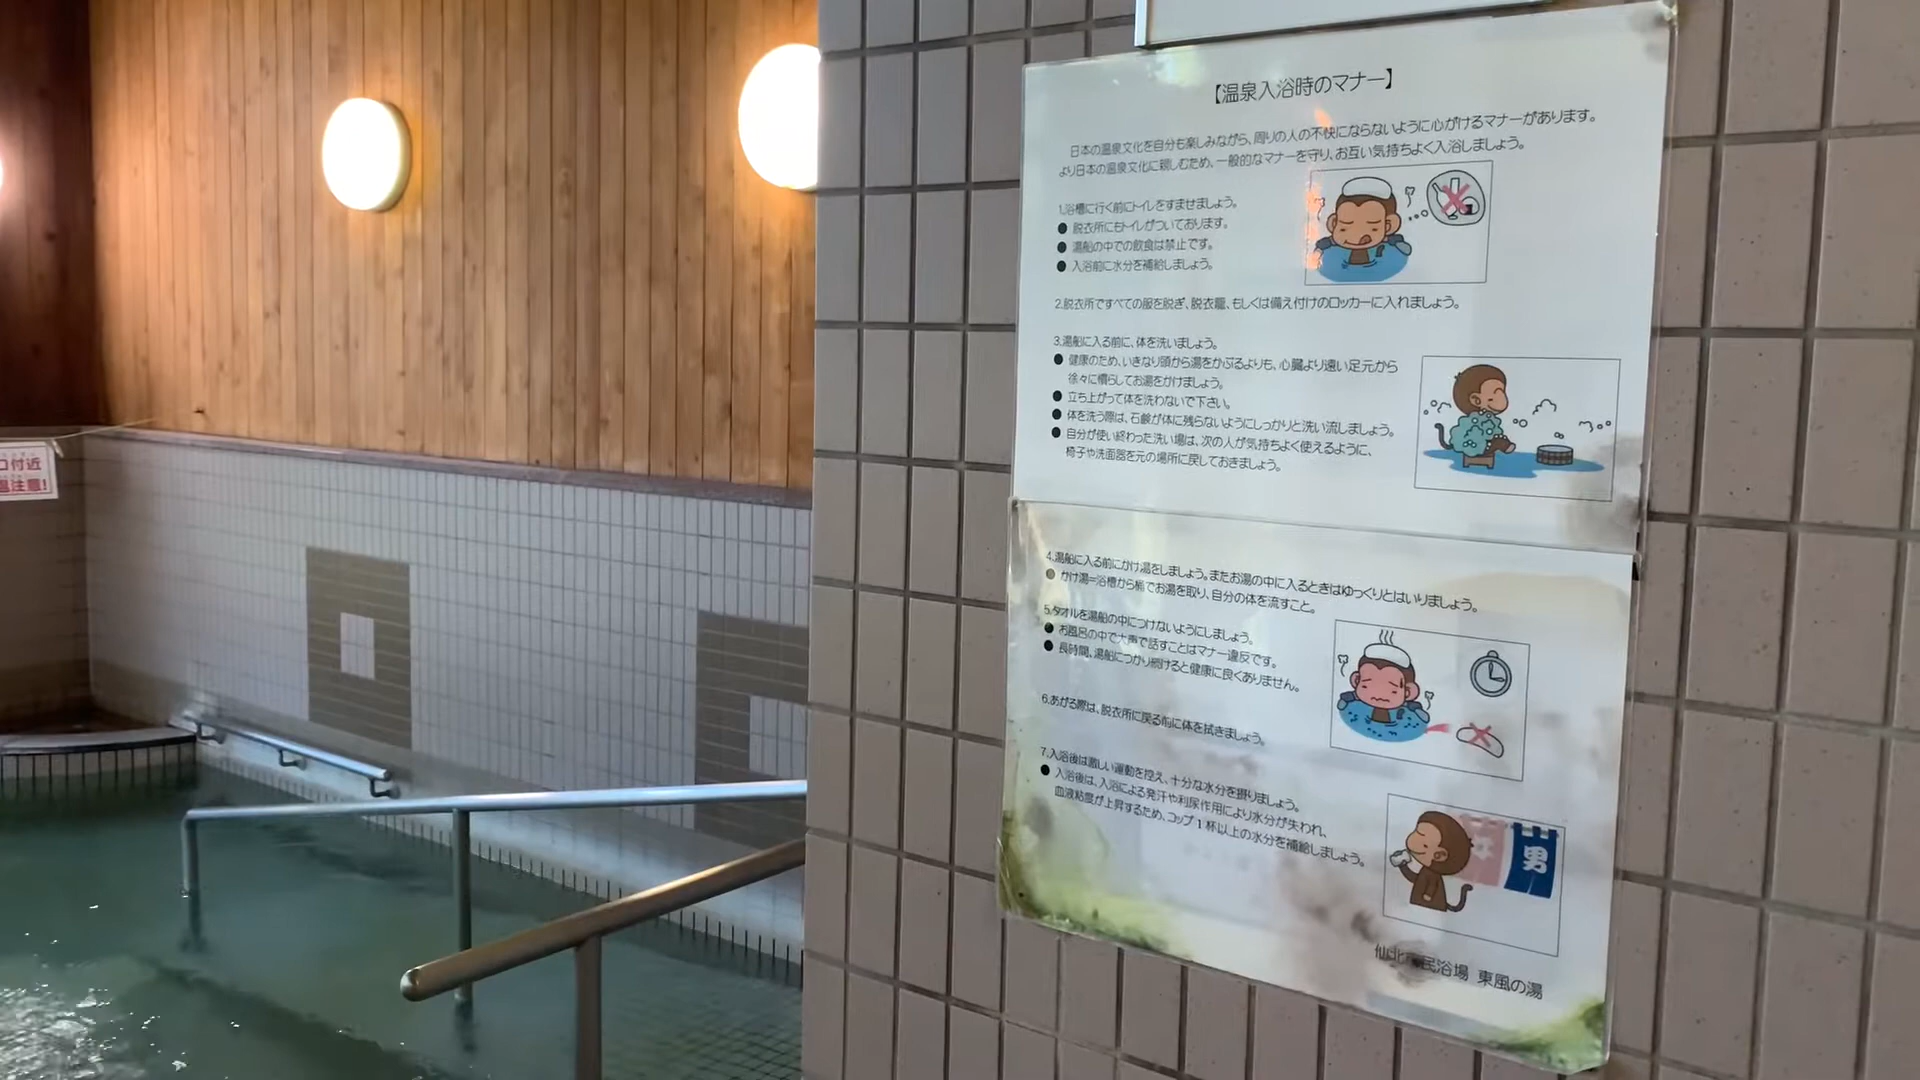 口付近
温注意!
【温泉入浴時のマナー】
日本の温泉文化を自分も楽しみながら、周りの人の不快にならないように心がけるマナーがあります。
より日本の温泉文化に親しむため、一般的なマナーを守り、お互い気持ちよく入浴しましょう。
1.浴槽に行く前にトイレをすませましょう。
● 脱衣所にもトイレがついております。
● 湯船の中での飲食は禁止です。
● 入浴前に水分を補給しましょう。
2.脱衣所ですべての服を脱ぎ、脱衣籠、もしくは備え付けのロッカーに入れましょう。
3.湯船に入る前に、体を洗いましょう。
● 健康のため、いきなり頭から湯をかぶるよりも、心臓より遠い足元から
徐々に慣らしてお湯をかけましょう。
● 立ち上がって体を洗わないで下さい。
● 体を洗う際は、石鹸が体に残らないようにしっかりと洗い流しましょう。
● 自分が使い終わった洗い場は、次の人が気持ちよく使えるように、
椅子や洗面器を元の場所に戻しておきましょう。
4.湯船に入る前にかけ湯をしましょう。またお湯の中に入るときはゆっくりとはいりましょう。
● かけ湯=浴槽から桶でお湯を取り、自分の体を流すこと。
5.タオルを湯船の中につけないようにしましょう。
● お風呂の中で大声で話すことはマナー違反です。
● 長時間、湯船につかり続けると健康に良くありません。
6.あがる際は、脱衣所に戻る前に体を拭きましょう。
7.入浴後は激しい運動を控え、十分な水分を摂りましょう。
● 入浴後は、入浴による発汗や利尿作用により水分が失われ、
血液粘度が上昇するため、コップ1杯以上の水分を補給しましょう。
男
仙北 民浴場 東風の湯